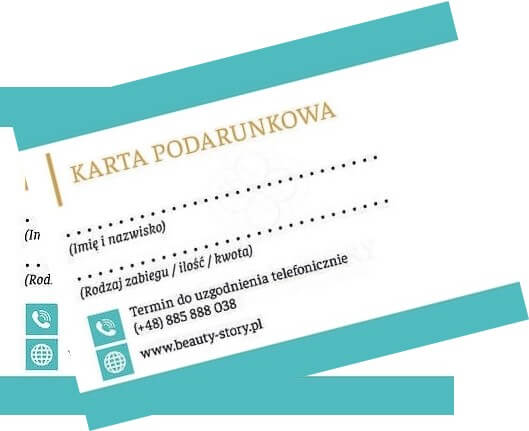 KARTA PODARUNKOWA
(Imię i nazwisko)
(Rodzaj zabiegu / ilość / kwota)
Termin do uzgodnienia telefonicznie
(+48) 885 888 038
www.beauty-story.pl
(In
(Rod.